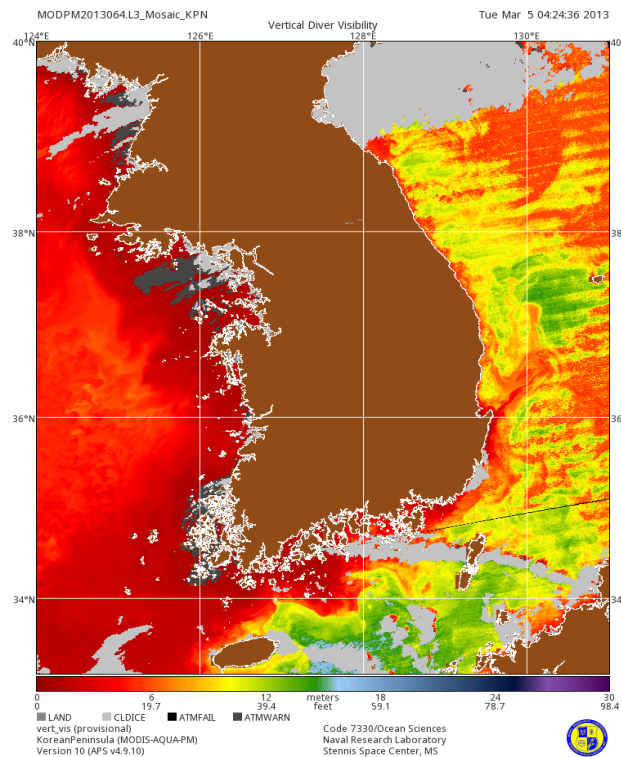 MODPM2013064.L3_Mosaic_KPN
Tue Mar 5 04:24:36 2013
Vertical Diver Visibility
124°E 126°E 128°E 130°E
40°N 40
38°N 38
36°N 36
34°N 34
0 6 12 meters 18 24 30
0 19.7 39.4 feet 59.1 78.7 98.4
LAND CLDICE ATMFAIL ATMWARN
vert_vis (provisional)
KoreanPeninsula (MODIS-AQUA-PM)
Version 10 (APS v4.9.10)
Code 7330/Ocean Sciences
Naval Research Laboratory
Stennis Space Center, MS